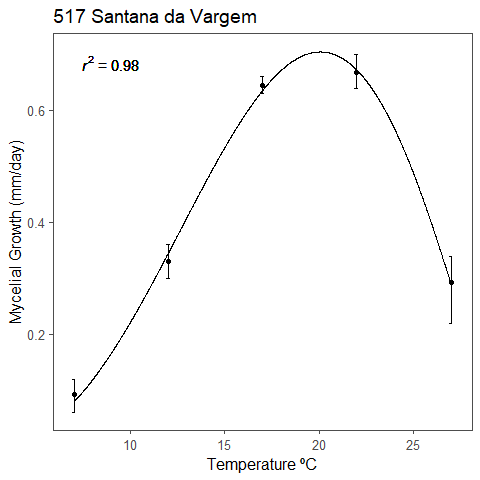 517 Santana da Vargem
r² = 0.98
Mycelial Growth (mm/day)
0.6
0.4
0.2
10 15 20 25
Temperature ºC